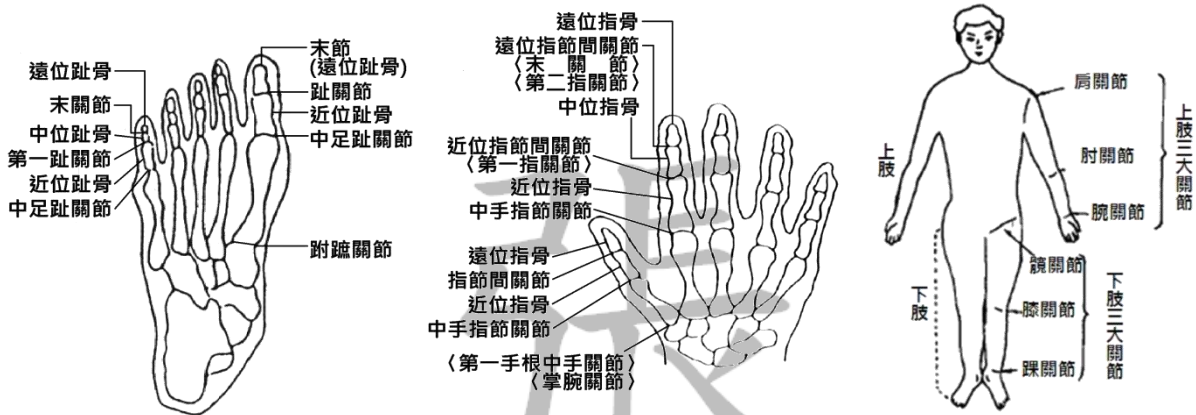 遠位趾骨
末關節
中位趾骨
第一趾關節
近位趾骨
中足趾關節
末節
(遠位趾骨)
趾關節
近位趾骨
中足趾關節
跗蹠關節
遠位指骨
遠位指節間關節
〈末關節〉
〈第二指關節〉
中位指骨
近位指節間關節
〈第一指關節〉
近位指骨
中手指節關節
遠位指骨
指節間關節
近位指骨
中手指節關節
〈第一手根中手關節〉
〈掌腕關節〉
上肢
下肢
肩關節
肘關節
腕關節
上肢三大關節
髖關節
膝關節
踝關節
下肢三大關節